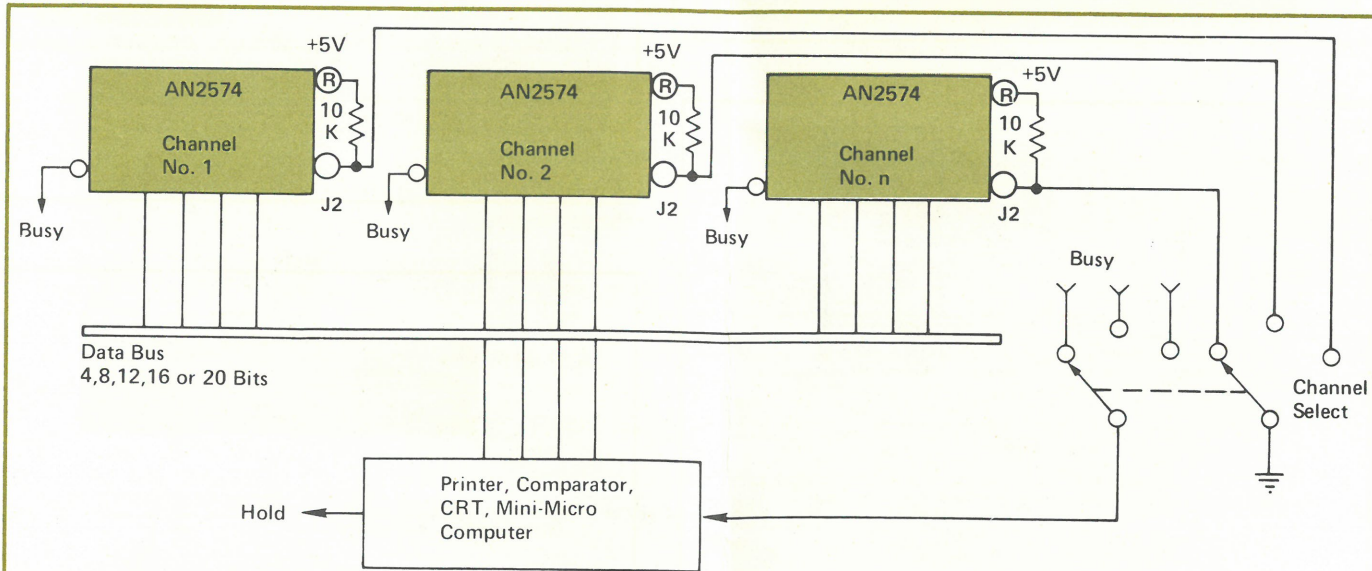 +5V
AN2574
R
10
K
Channel
No. 1
J2
Busy
+5V
AN2574
R
10
K
Channel
No. 2
J2
Busy
+5V
AN2574
R
10
K
Channel
No. n
J2
Busy
Busy
Data Bus
4,8,12,16 or 20 Bits
Channel
Select
Hold
Printer, Comparator,
CRT, Mini-Micro
Computer